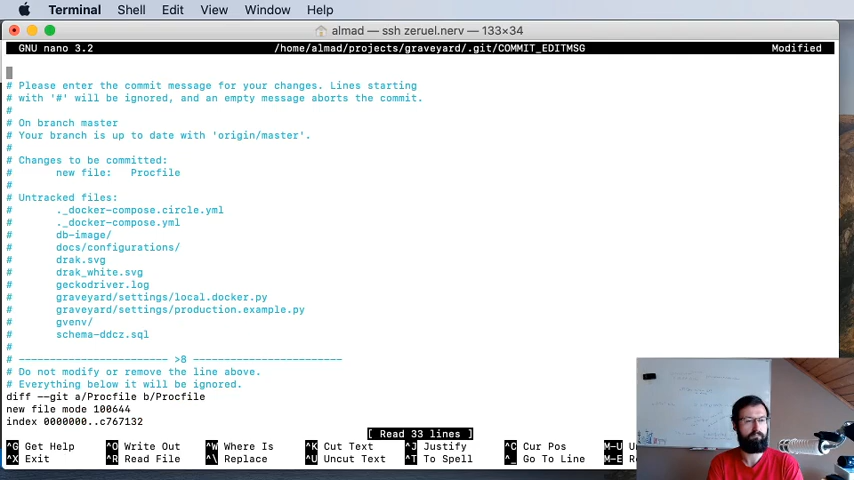 Terminal Shell Edit View Window Help
almad — ssh zeruel.nerv — 133×34
GNU nano 3.2 /home/almad/projects/graveyard/.git/COMMIT_EDITMSG Modified
# Please enter the commit message for your changes. Lines starting
# with '#' will be ignored, and an empty message aborts the commit.
#
# On branch master
# Your branch is up to date with 'origin/master'.
#
# Changes to be committed:
# new file: Procfile
#
# Untracked files:
# ._docker-compose.circle.yml
# ._docker-compose.yml
# db-image/
# docs/configurations/
# drak.svg
# drak_white.svg
# geckodriver.log
# graveyard/settings/local.docker.py
# graveyard/settings/production.example.py
# gvenv/
# schema-ddcz.sql
#
# ------------------------ >8 ------------------------
# Do not modify or remove the line above.
# Everything below it will be ignored.
diff --git a/Procfile b/Procfile
new file mode 100644
index 0000000..c767132
[ Read 33 lines ]
^G Get Help ^O Write Out ^W Where Is ^K Cut Text ^J Justify ^C Cur Pos M-U
^X Exit ^R Read File ^\ Replace ^U Uncut Text ^T To Spell ^_ Go To Line M-E